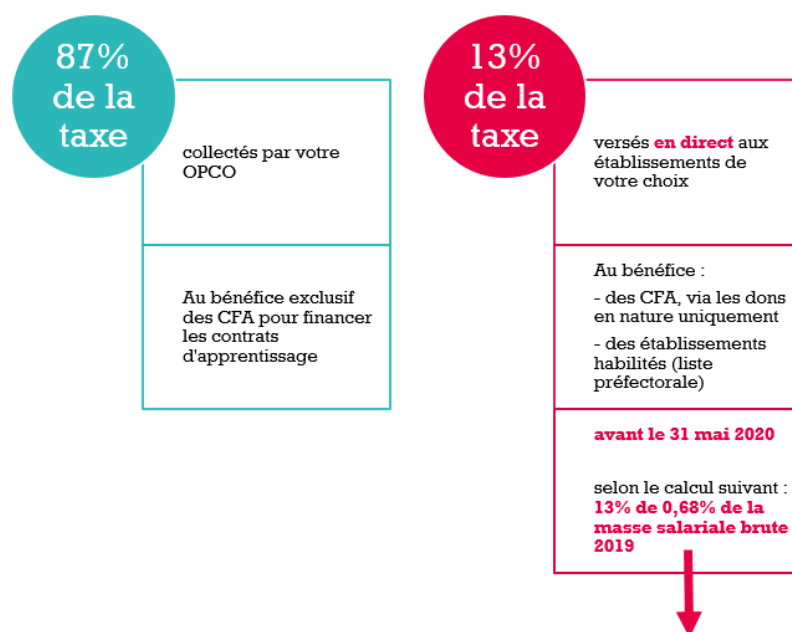 87%
de la
taxe
collectés par votre
OPCO
Au bénéfice exclusif
des CFA pour financer
les contrats
d'apprentissage
13%
de la
taxe
versés en direct aux
établissements de
votre choix
Au bénéfice :
- des CFA, via les dons
en nature uniquement
- des établissements
habilités (liste
préfectorale)
avant le 31 mai 2020
selon le calcul suivant :
13% de 0,68% de la
masse salariale brute
2019